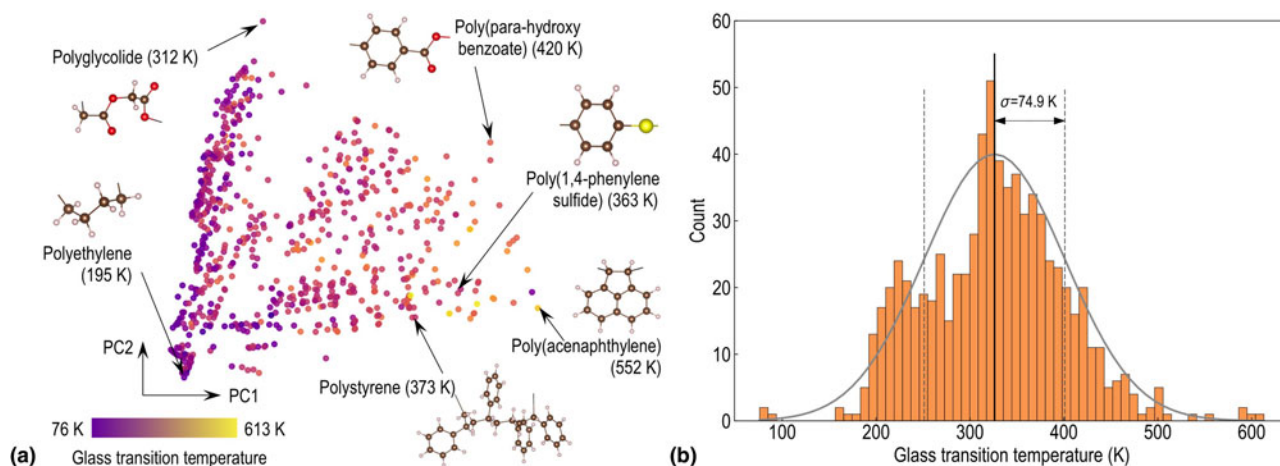 Polyglycolide (312 K)
Poly(para-hydroxy
benzoate) (420 K)
Poly(1,4-phenylene
sulfide) (363 K)
Polyethylene
(195 K)
Poly(acenaphthylene)
(552 K)
Polystyrene (373 K)
PC2
PC1
76 K
613 K
Glass transition temperature
(a)
60
50
40
30
20
10
0
Count
σ=74.9 K
100
200
300
400
500
600
Glass transition temperature (K)
(b)